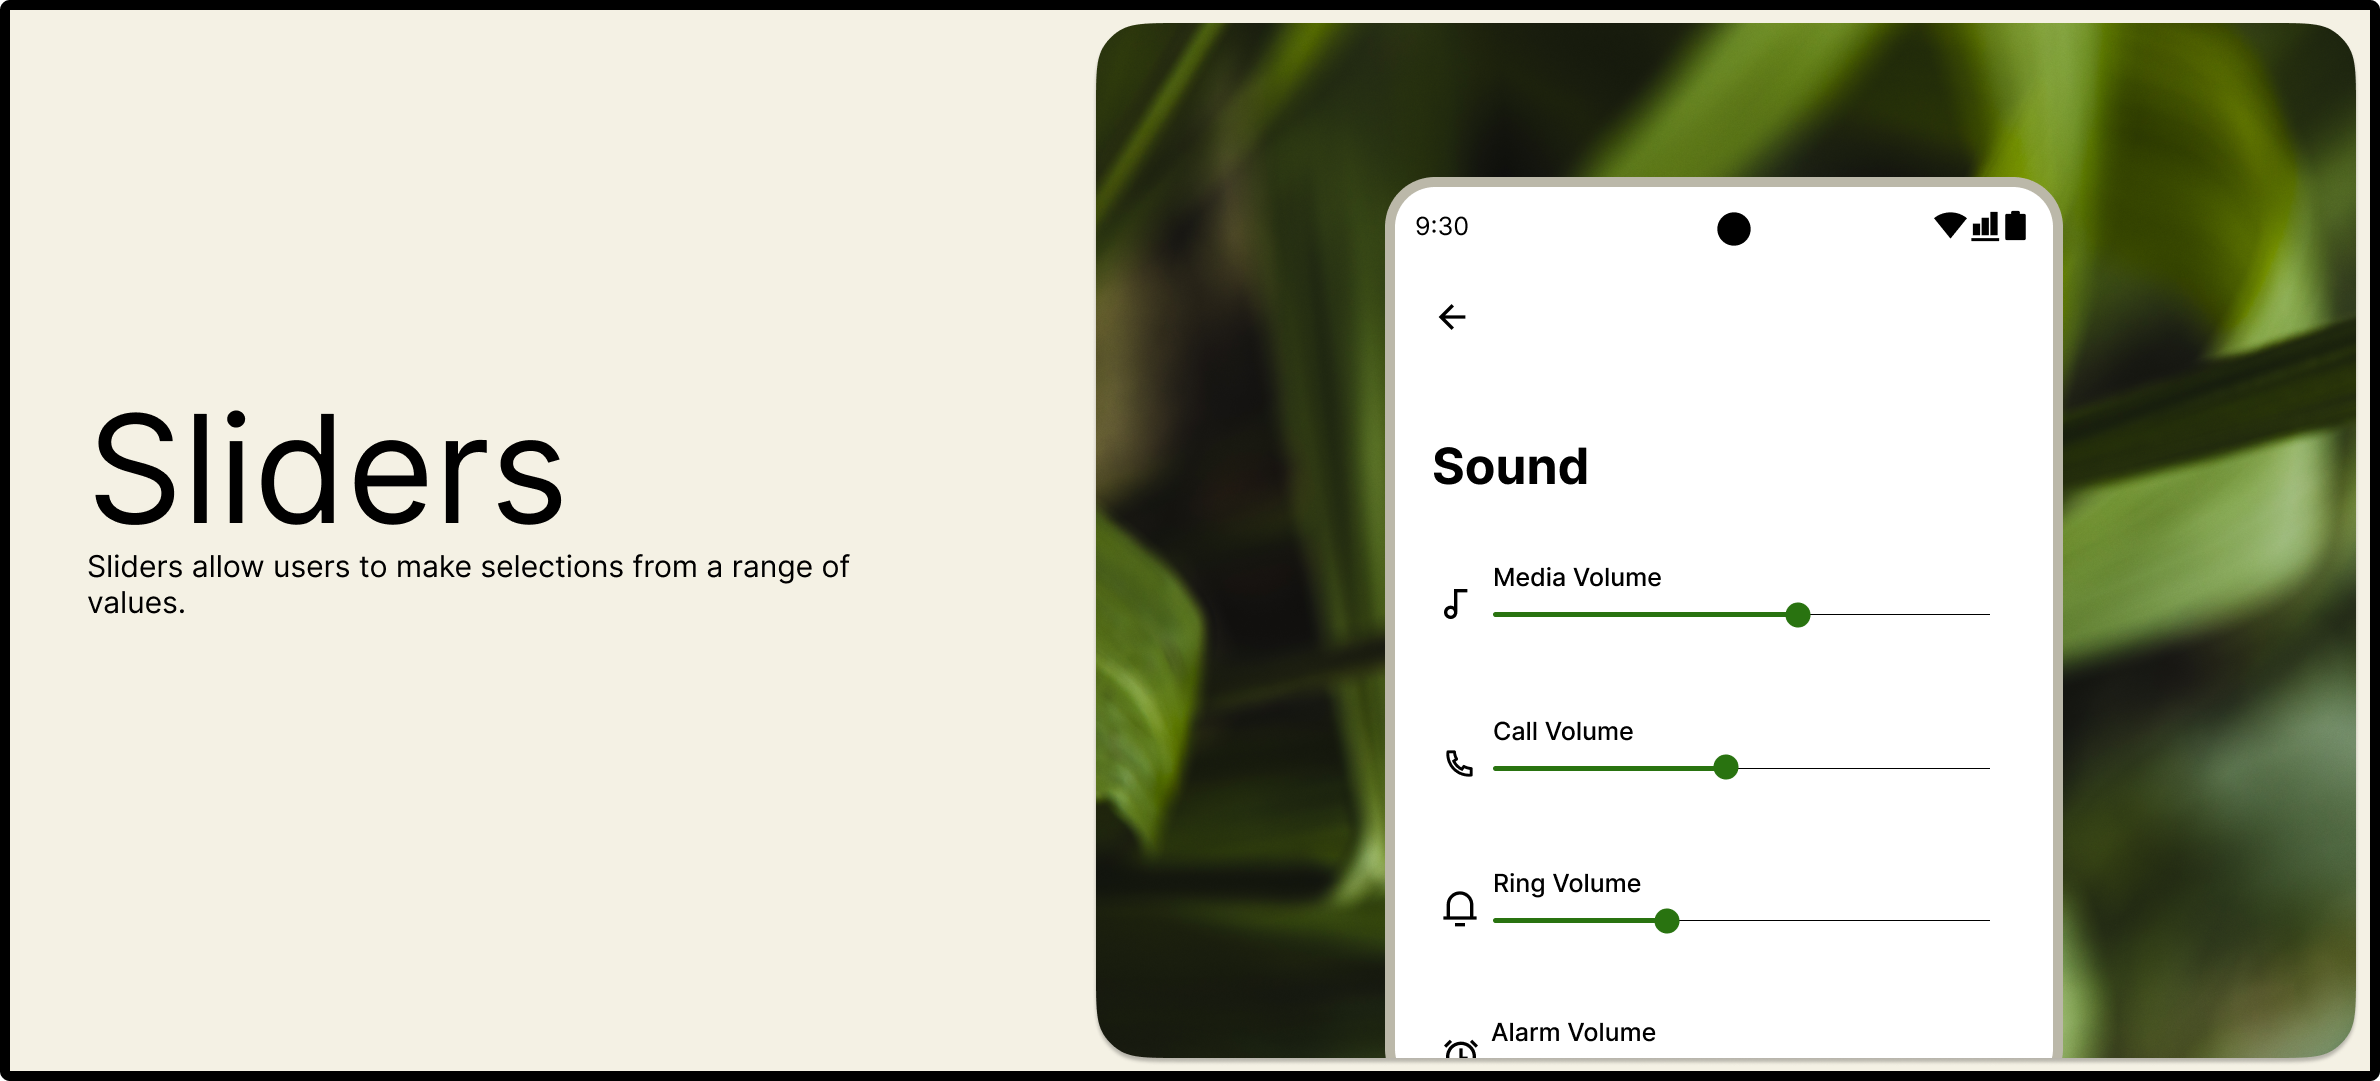 Sliders
Sliders allow users to make selections from a range of
values.
9:30
Sound
Media Volume
Call Volume
Ring Volume
Alarm Volume